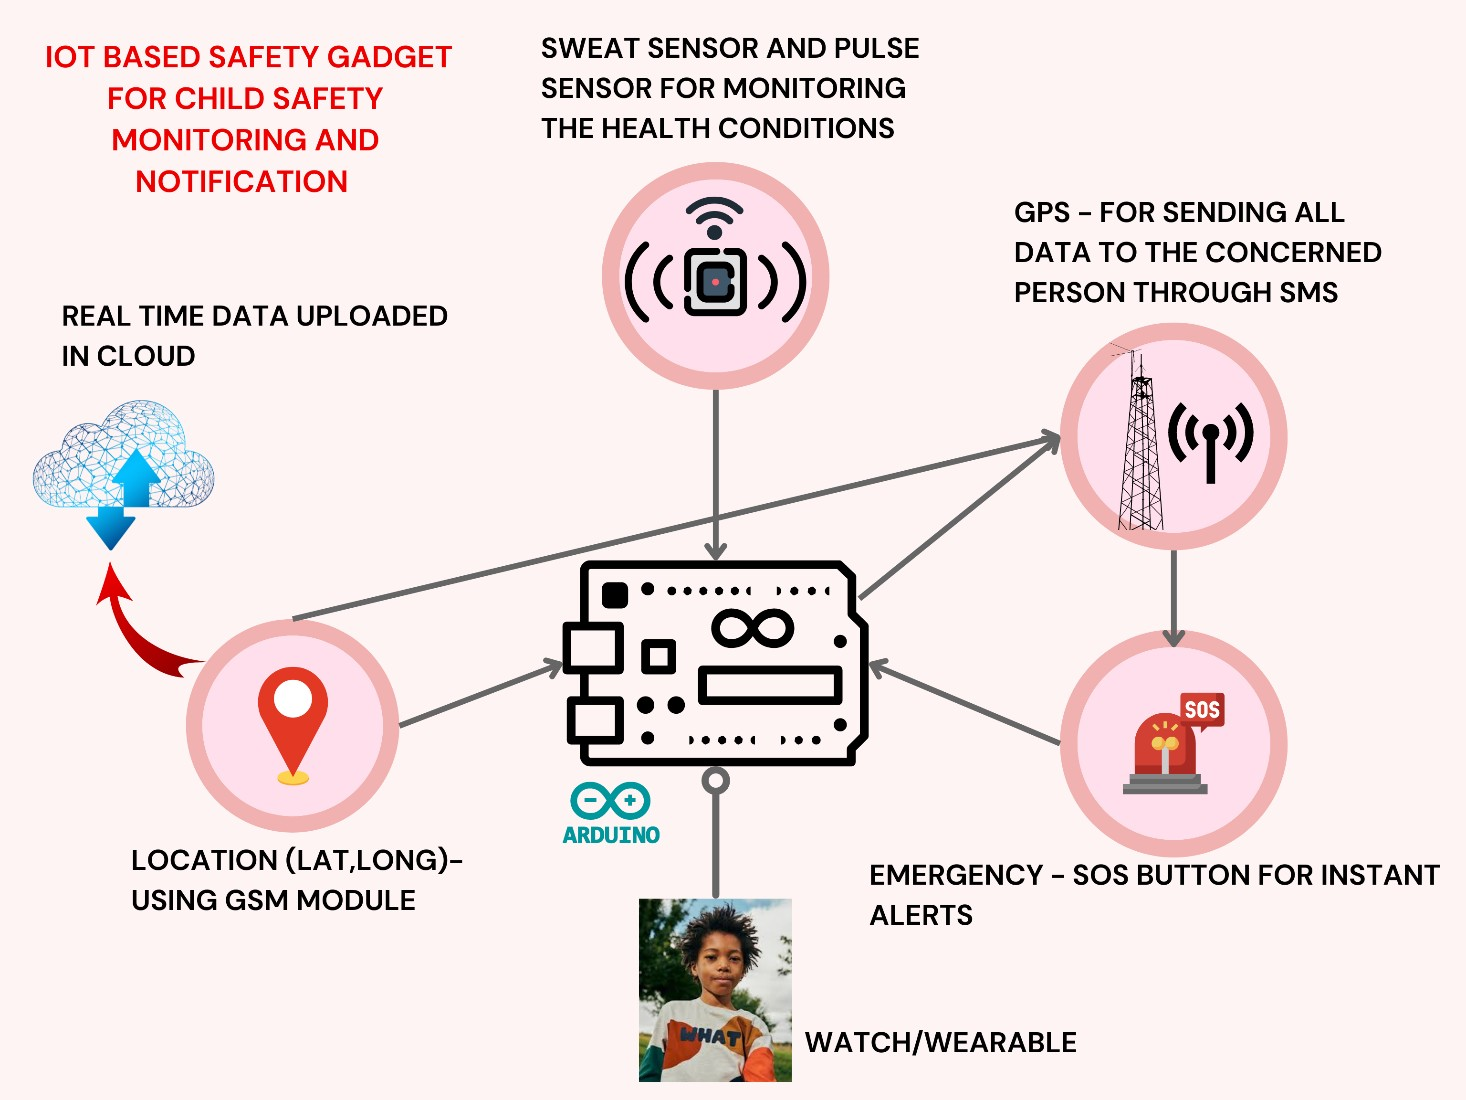 IOT BASED SAFETY GADGET
FOR CHILD SAFETY
MONITORING AND
NOTIFICATION
SWEAT SENSOR AND PULSE
SENSOR FOR MONITORING
THE HEALTH CONDITIONS
GPS - FOR SENDING ALL
DATA TO THE CONCERNED
PERSON THROUGH SMS
REAL TIME DATA UPLOADED
IN CLOUD
SOS
ARDUINO
LOCATION (LAT,LONG)-
USING GSM MODULE
EMERGENCY - SOS BUTTON FOR INSTANT
ALERTS
WHAT
WATCH/WEARABLE